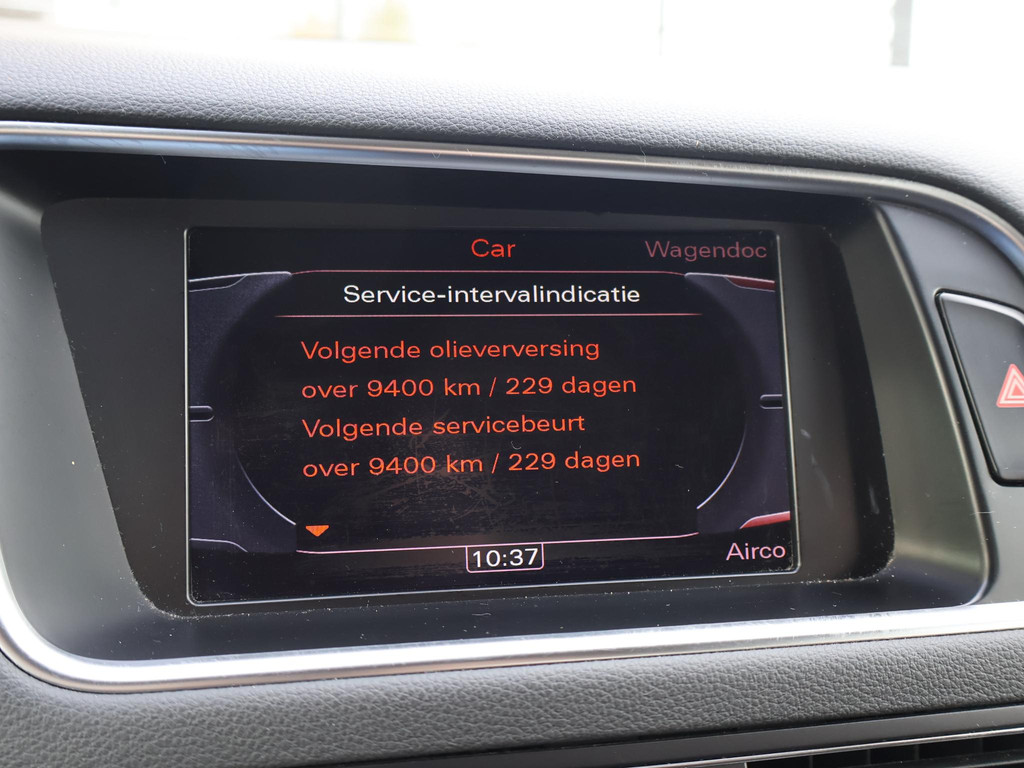 Car
Wagendoc
Service-intervalindicatie
Volgende olieverversing
over 9400 km / 229 dagen
Volgende servicebeurt
over 9400 km / 229 dagen
10:37
Airco